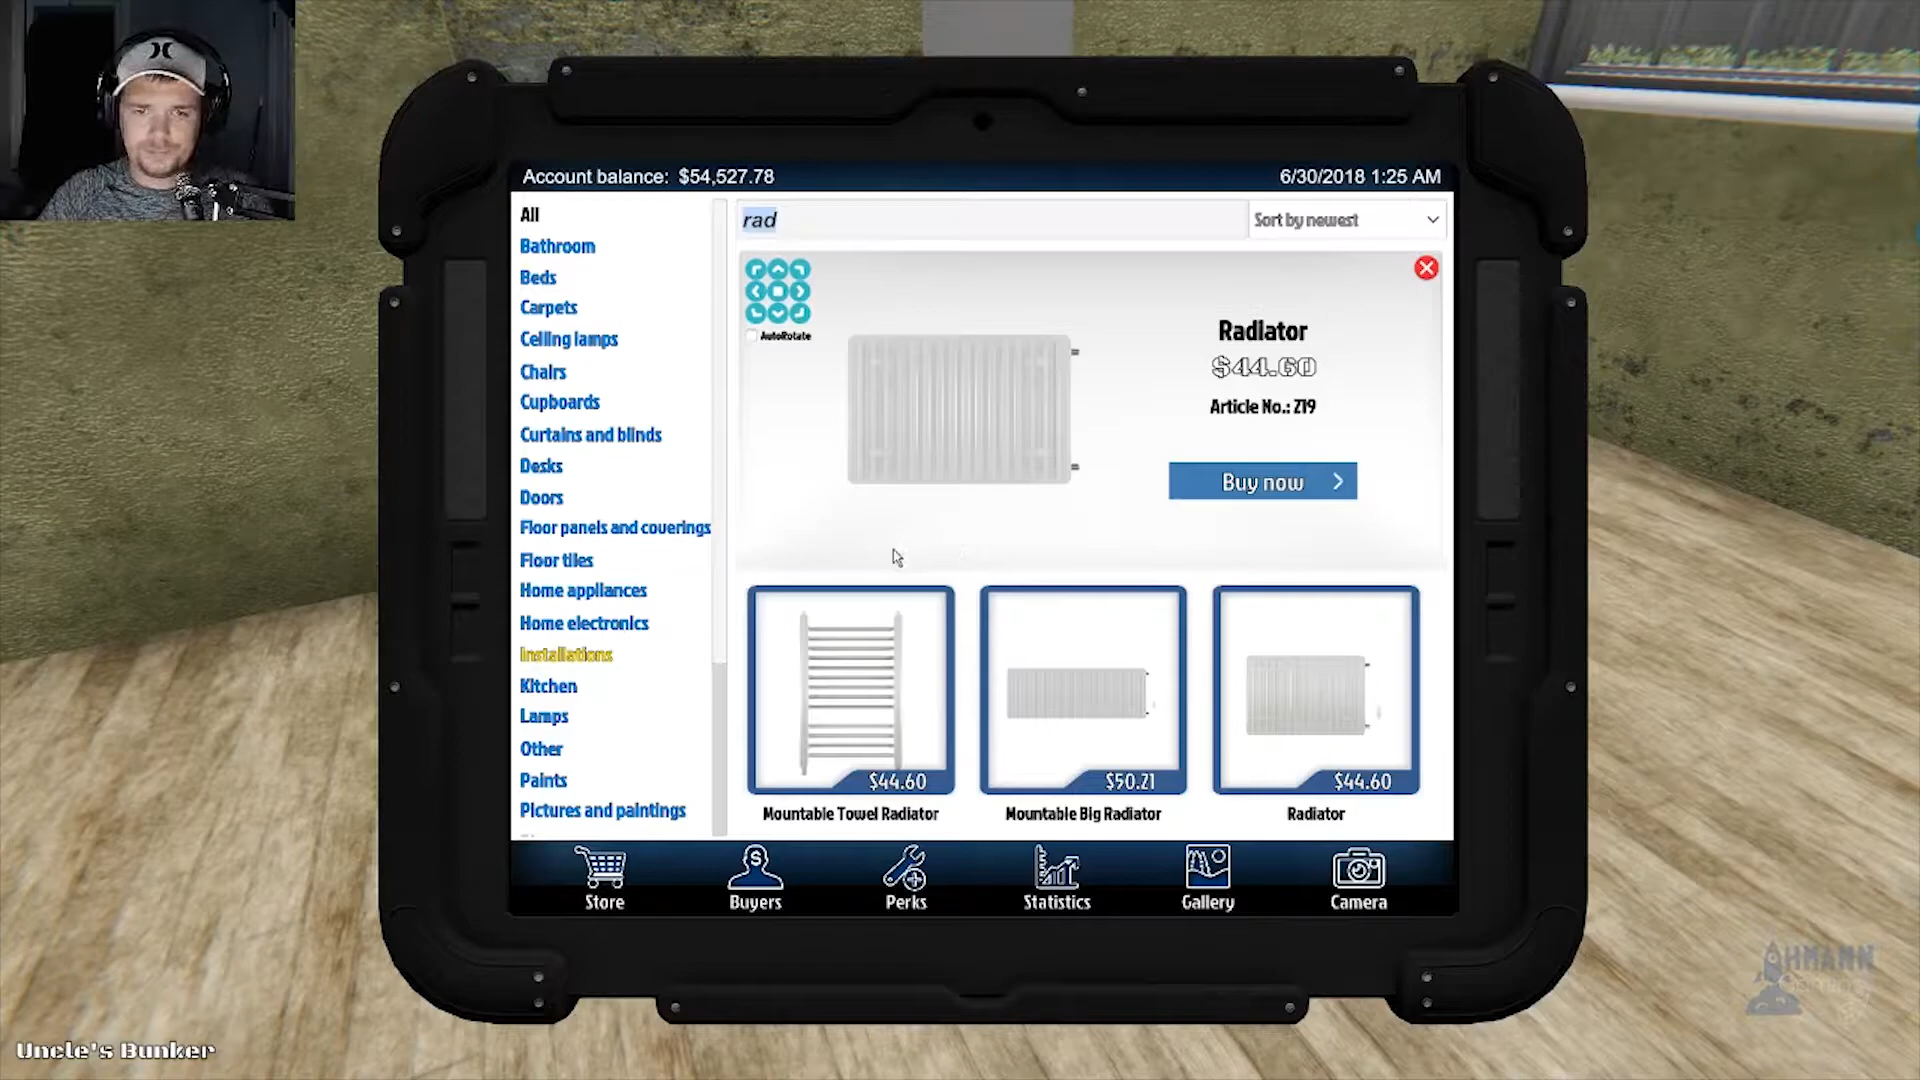 Account balance: $54,527.78
6/30/2018 1:25 AM
All
Bathroom
Beds
Carpets
Ceiling lamps
Chairs
Cupboards
Curtains and blinds
Desks
Doors
Floor panels and coverings
Floor tiles
Home appliances
Home electronics
Installations
Kitchen
Lamps
Other
Paints
Pictures and paintings
rad
Sort by newest
AutoRotate
Radiator
$44.60
Article No.: Z19
Buy now
$44.60
Mountable Towel Radiator
$50.21
Mountable Big Radiator
$44.60
Radiator
Store
Buyers
Perks
Statistics
Gallery
Camera
Uncle's Bunker